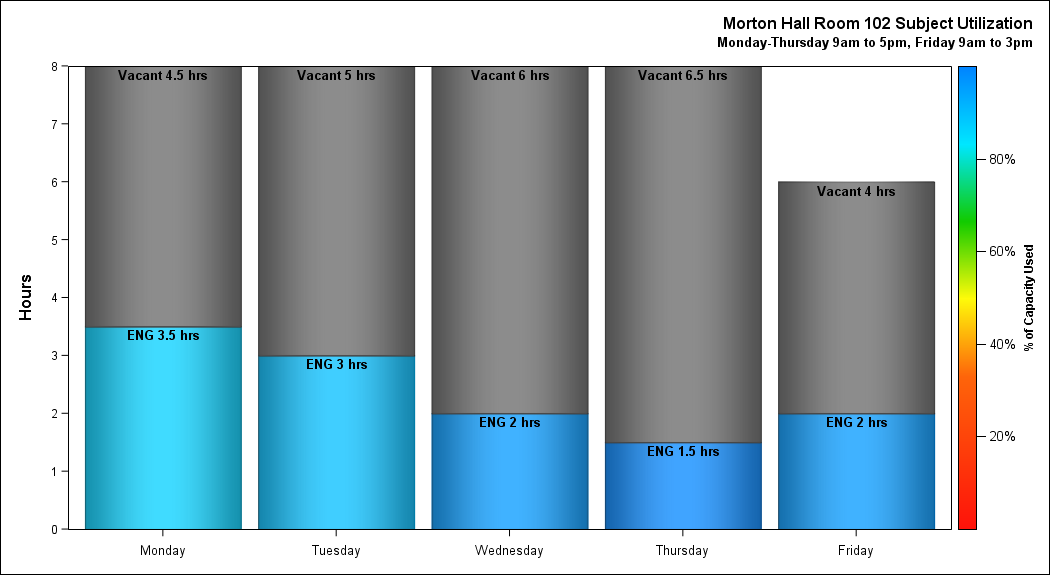 Morton Hall Room 102 Subject Utilization
Monday-Thursday 9am to 5pm, Friday 9am to 3pm
8
7
6
5
4
3
2
1
0
Hours
Vacant 4.5 hrs
Vacant 5 hrs
Vacant 6 hrs
Vacant 6.5 hrs
Vacant 4 hrs
ENG 3.5 hrs
ENG 3 hrs
ENG 2 hrs
ENG 1.5 hrs
ENG 2 hrs
Monday
Tuesday
Wednesday
Thursday
Friday
80%
60%
40%
20%
% of Capacity Used